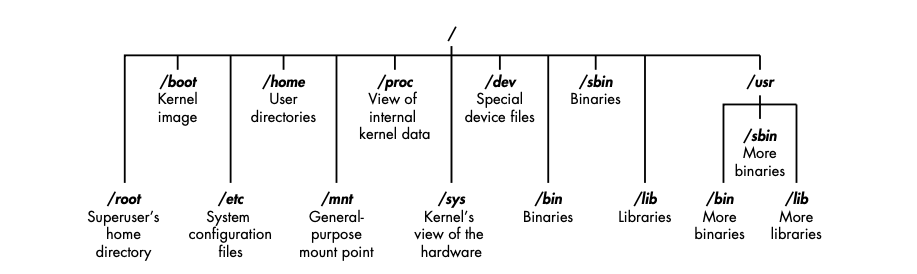 /
/boot
Kernel
image
/home
User
directories
/proc
View of
internal
kernel data
/dev
Special
device files
/sbin
Binaries
/usr
/sbin
More
binaries
/root
Superuser's
home
directory
/etc
System
configuration
files
/mnt
General-
purpose
mount point
/sys
Kernel's
view of the
hardware
/bin
Binaries
/lib
Libraries
/bin
More
binaries
/lib
More
libraries